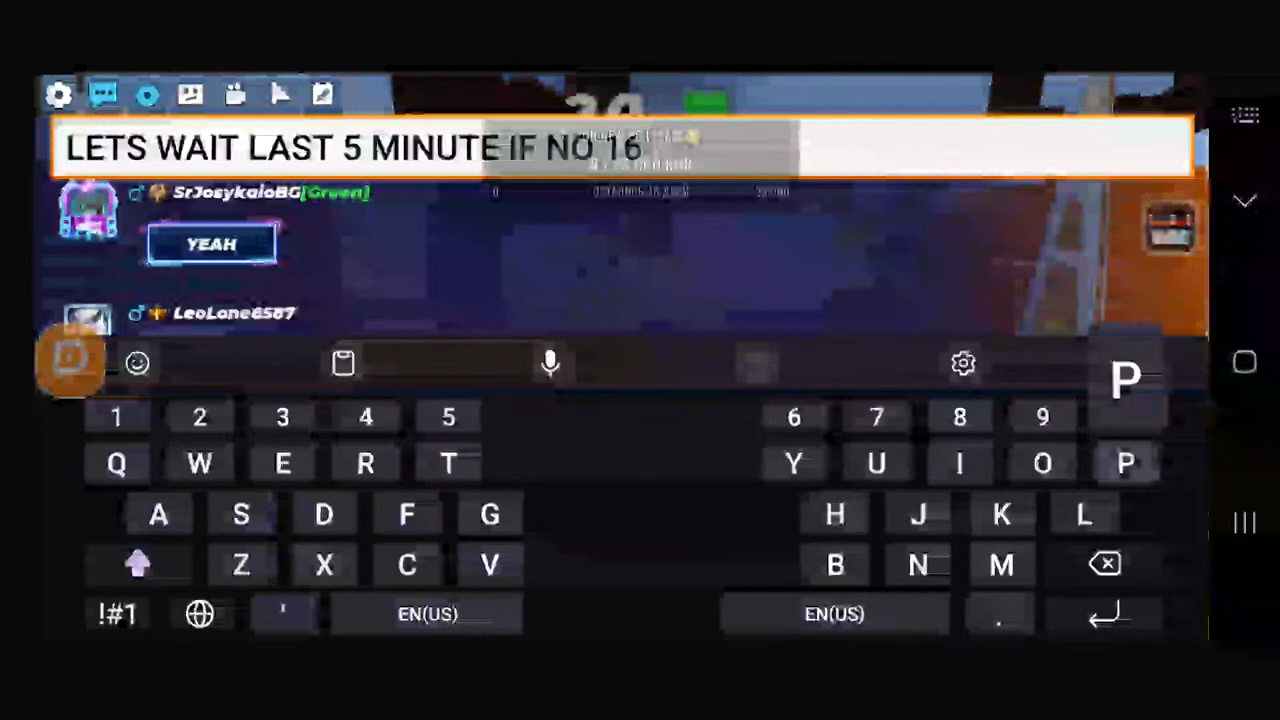 LETS WAIT LAST 5 MINUTE IF NO 16
SrJosykaioBG[Green]
YEAH
LeoLone6587
P
1 2 3 4 5 6 7 8 9
Q W E R T Y U I O P
A S D F G H J K L
Z X C V B N M
!#1 ' EN(US) EN(US) .